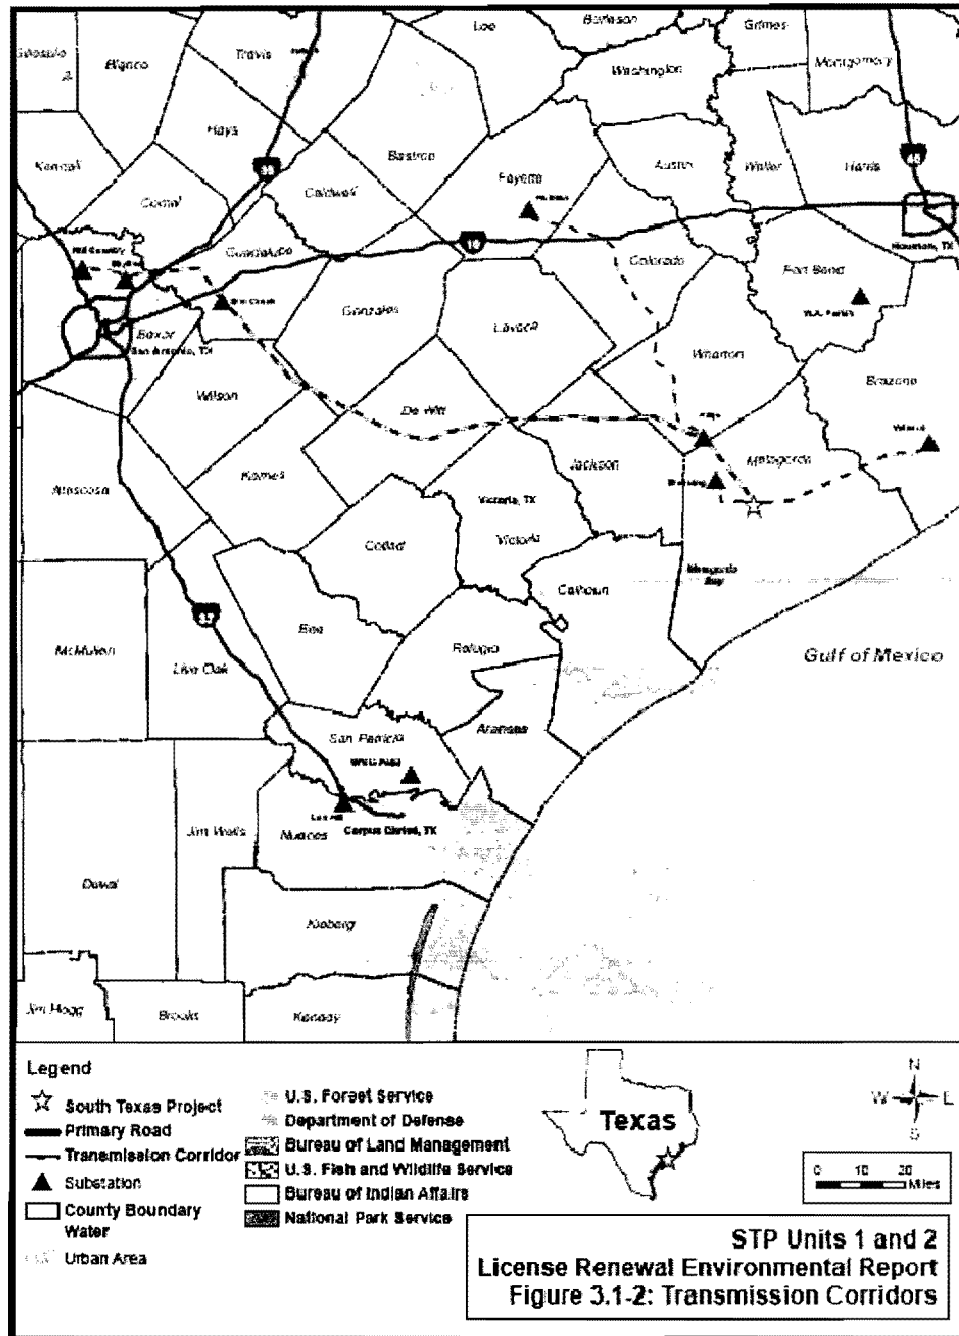 Lee
Burleson
Grimes
Blanco
Travis
Washington
Montgomery
Hays
Bastrop
Kendall
Caldwell
Fayette
Austin
Waller
Harris
Comal
35
45
10
Guadalupe
Colorado
Houston, TX
Fort Bend
Hill Country
Gonzales
Lavaca
Bexar
San Antonio, TX
Wharton
Wilson
Brazoria
De Witt
Karnes
Jackson
Matagorda
Atascosa
Victoria, TX
Victoria
Goliad
Matagorda
Bay
Calhoun
37
Bee
McMullen
Refugio
Live Oak
Gulf of Mexico
Aransas
San Patricio
Jim Wells
Nueces
Corpus Christi, TX
Duval
Kleberg
Jim Hogg
Brooks
Kenedy
Legend
South Texas Project
Primary Road
Transmission Corridor
Substation
County Boundary
Water
Urban Area
U.S. Forest Service
Department of Defense
Bureau of Land Management
U.S. Fish and Wildlife Service
Bureau of Indian Affairs
National Park Service
Texas
N
W E
S
0 10 20
Miles
STP Units 1 and 2
License Renewal Environmental Report
Figure 3.1-2: Transmission Corridors